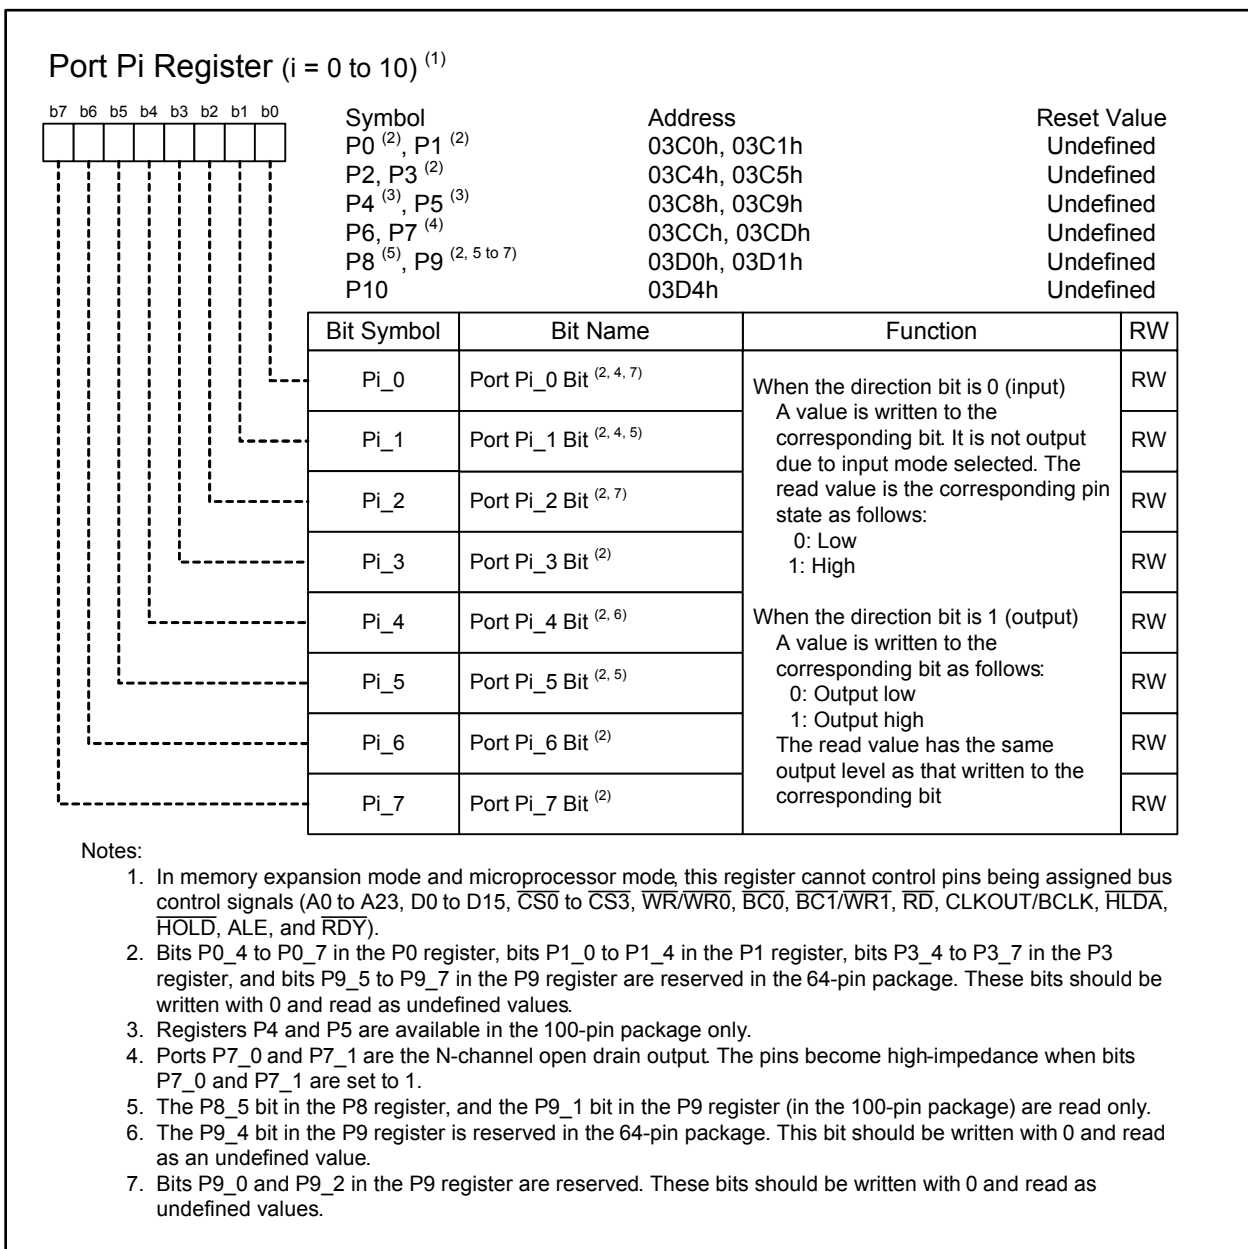 Port Pi Register (i = 0 to 10) (1)
b7 b6 b5 b4 b3 b2 b1 b0
Symbol Address Reset Value
P0 (2), P1 (2) 03C0h, 03C1h Undefined
P2, P3 (2) 03C4h, 03C5h Undefined
P4 (3), P5 (3) 03C8h, 03C9h Undefined
P6, P7 (4) 03CCh, 03CDh Undefined
P8 (5), P9 (2, 5 to 7) 03D0h, 03D1h Undefined
P10 03D4h Undefined
Bit Symbol Bit Name Function RW
Pi_0 Port Pi_0 Bit (2, 4, 7) RW
Pi_1 Port Pi_1 Bit (2, 4, 5) RW
Pi_2 Port Pi_2 Bit (2, 7) RW
Pi_3 Port Pi_3 Bit (2) RW
Pi_4 Port Pi_4 Bit (2, 6) RW
Pi_5 Port Pi_5 Bit (2, 5) RW
Pi_6 Port Pi_6 Bit (2) RW
Pi_7 Port Pi_7 Bit (2) RW
When the direction bit is 0 (input)
A value is written to the
corresponding bit. It is not output
due to input mode selected. The
read value is the corresponding pin
state as follows:
0: Low
1: High
When the direction bit is 1 (output)
A value is written to the
corresponding bit as follows:
0: Output low
1: Output high
The read value has the same
output level as that written to the
corresponding bit
Notes:
1. In memory expansion mode and microprocessor mode, this register cannot control pins being assigned bus
control signals (A0 to A23, D0 to D15, CS0 to CS3, WR/WR0, BC0, BC1/WR1, RD, CLKOUT/BCLK, HLDA,
HOLD, ALE, and RDY).
2. Bits P0_4 to P0_7 in the P0 register, bits P1_0 to P1_4 in the P1 register, bits P3_4 to P3_7 in the P3
register, and bits P9_5 to P9_7 in the P9 register are reserved in the 64-pin package. These bits should be
written with 0 and read as undefined values.
3. Registers P4 and P5 are available in the 100-pin package only.
4. Ports P7_0 and P7_1 are the N-channel open drain output. The pins become high-impedance when bits
P7_0 and P7_1 are set to 1.
5. The P8_5 bit in the P8 register, and the P9_1 bit in the P9 register (in the 100-pin package) are read only.
6. The P9_4 bit in the P9 register is reserved in the 64-pin package. This bit should be written with 0 and read
as an undefined value.
7. Bits P9_0 and P9_2 in the P9 register are reserved. These bits should be written with 0 and read as
undefined values.